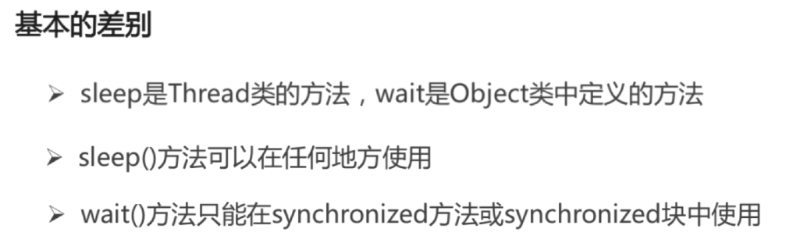 基本的差别
➢ sleep是Thread类的方法，wait是Object类中定义的方法
➢ sleep()方法可以在任何地方使用
➢ wait()方法只能在synchronized方法或synchronized块中使用